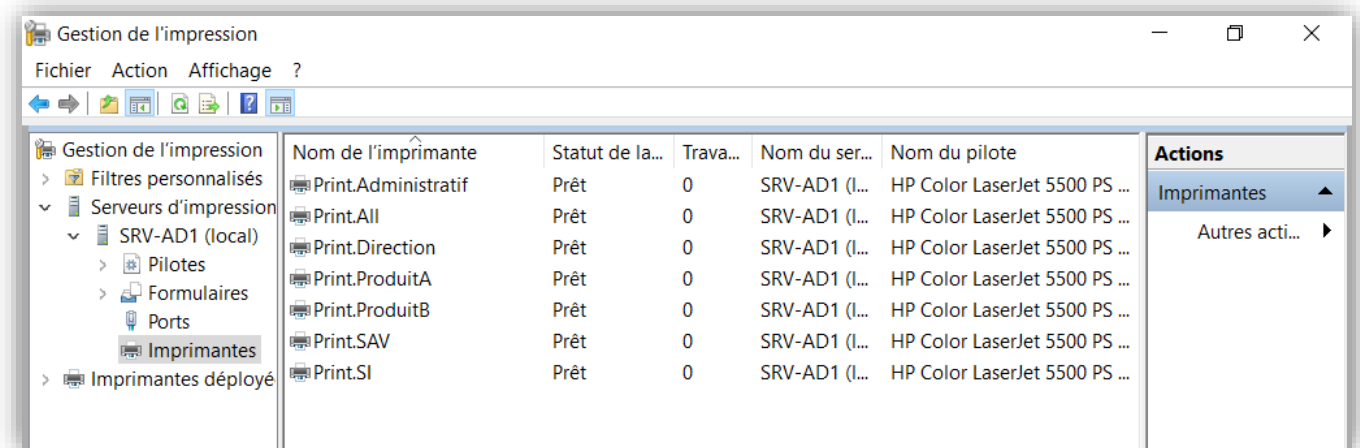 Gestion de l'impression
Fichier Action Affichage ?
Gestion de l'impression
Filtres personnalisés
Serveurs d'impression
SRV-AD1 (local)
Pilotes
Formulaires
Ports
Imprimantes
Imprimantes déployé
Nom de l'imprimante Statut de la... Trava... Nom du ser... Nom du pilote
Print.Administratif Prêt 0 SRV-AD1 (l... HP Color LaserJet 5500 PS ...
Print.All Prêt 0 SRV-AD1 (l... HP Color LaserJet 5500 PS ...
Print.Direction Prêt 0 SRV-AD1 (l... HP Color LaserJet 5500 PS ...
Print.ProduitA Prêt 0 SRV-AD1 (l... HP Color LaserJet 5500 PS ...
Print.ProduitB Prêt 0 SRV-AD1 (l... HP Color LaserJet 5500 PS ...
Print.SAV Prêt 0 SRV-AD1 (l... HP Color LaserJet 5500 PS ...
Print.SI Prêt 0 SRV-AD1 (l... HP Color LaserJet 5500 PS ...
Actions
Imprimantes
Autres acti...